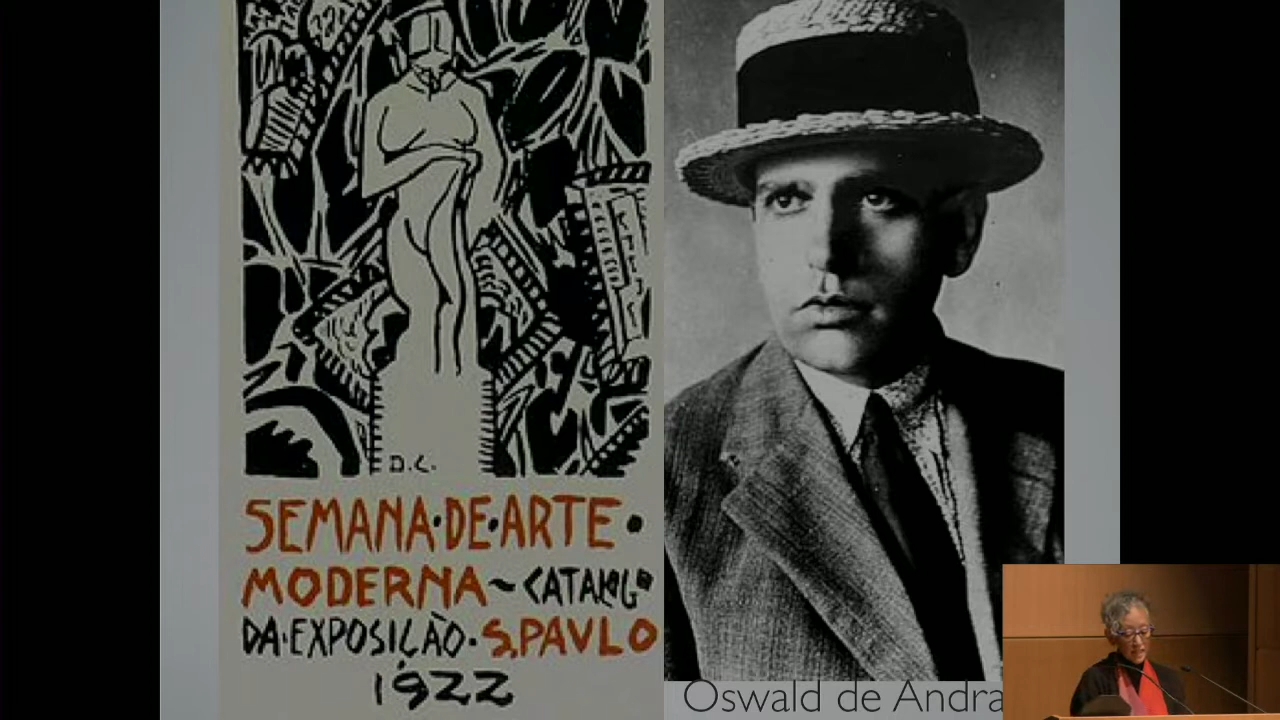 D.C.
SEMANA·DE·ARTE·
MODERNA~CATALOGO
DA·EXPOSIÇÃO·S.PAVLO
1922
Oswald de Andra